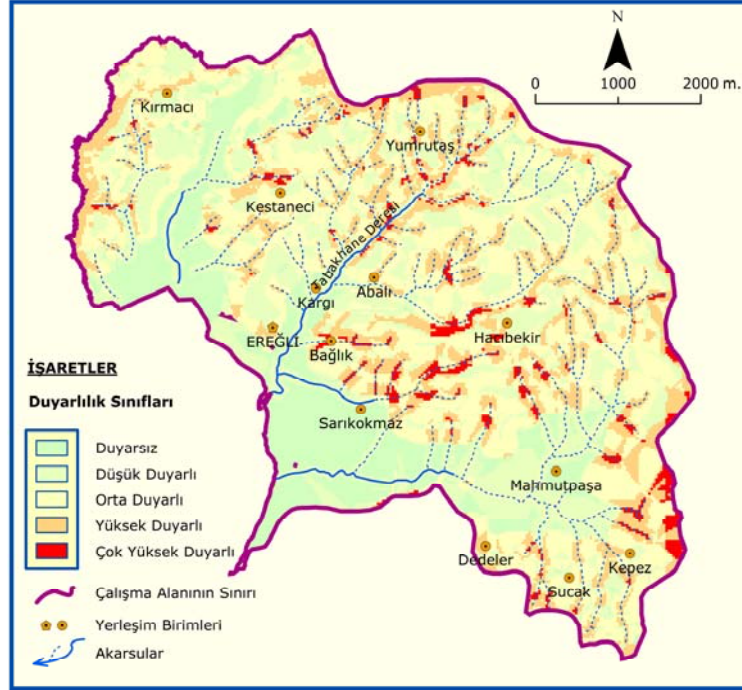 N
0 1000 2000 m.
Kırmacı
Yumrutaş
Kestaneci
Tabakhane Deresi
Kargı
Abalı
EREĞLİ
Bağlık
Hacıbekir
Sarıkokmaz
Mahmutpaşa
Dedeler
Kepez
Sucak
İŞARETLER
Duyarlılık Sınıfları
Duyarsız
Düşük Duyarlı
Orta Duyarlı
Yüksek Duyarlı
Çok Yüksek Duyarlı
Çalışma Alanının Sınırı
Yerleşim Birimleri
Akarsular